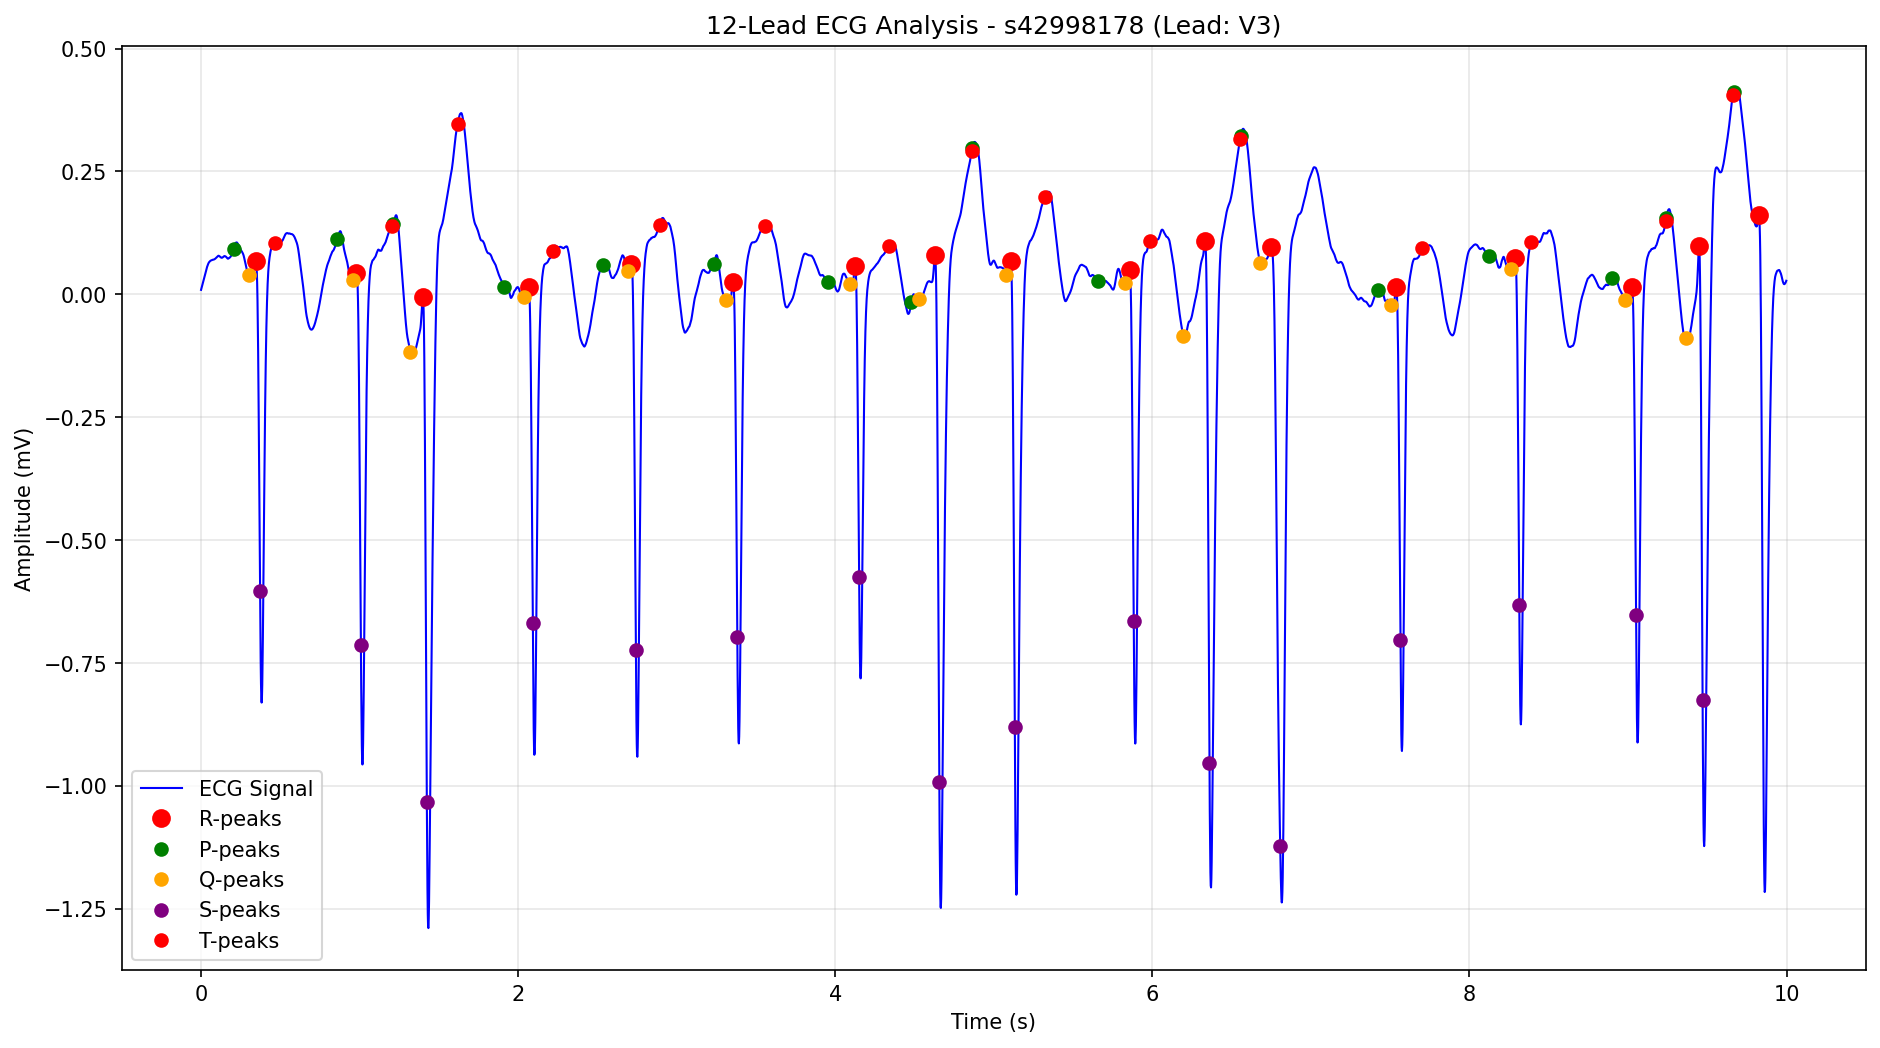 12-Lead ECG Analysis - s42998178 (Lead: V3)
0.50
0.25
0.00
−0.25
−0.50
−0.75
−1.00
−1.25
Amplitude (mV)
ECG Signal
R-peaks
P-peaks
Q-peaks
S-peaks
T-peaks
0 2 4 6 8 10
Time (s)